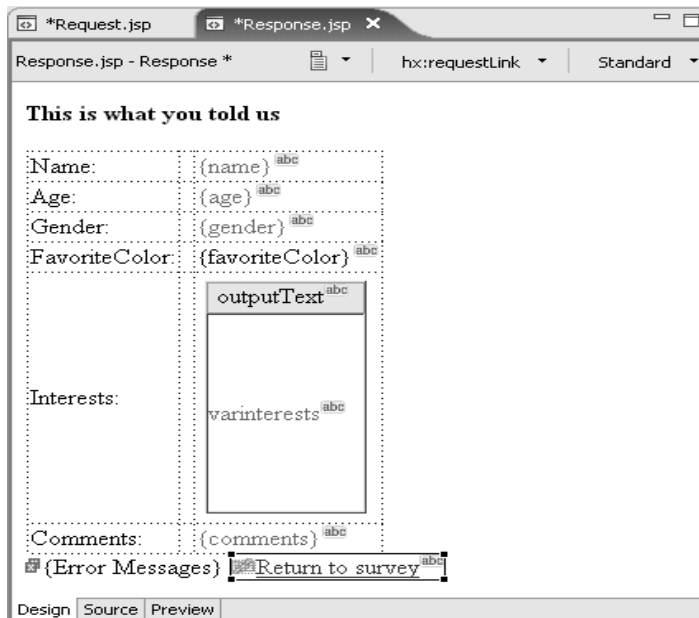 *Request.jsp *Response.jsp
Response.jsp - Response * hx:requestLink Standard
This is what you told us
Name: {name} abc
Age: {age} abc
Gender: {gender} abc
FavoriteColor: {favoriteColor} abc
outputText abc
Interests:
varinterests abc
Comments: {comments} abc
{Error Messages} Return to survey abc
Design Source Preview